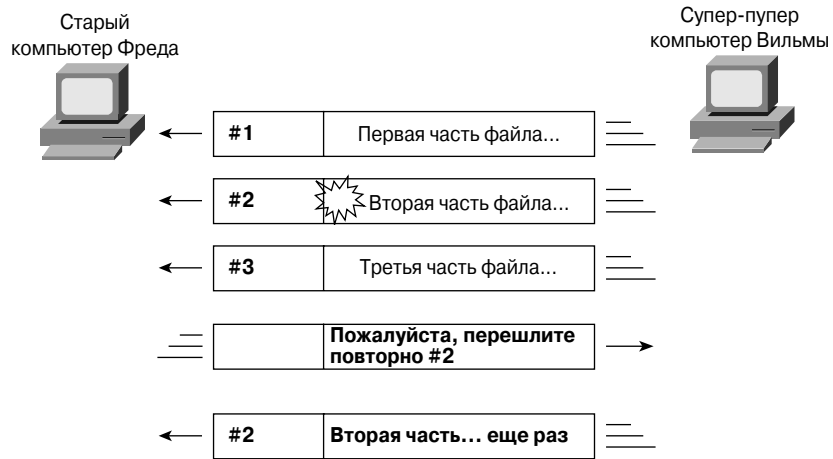 Старый
компьютер Фреда
Супер-пупер
компьютер Вильмы
#1 Первая часть файла...
#2 Вторая часть файла...
#3 Третья часть файла...
Пожалуйста, перешлите
повторно #2
#2 Вторая часть... еще раз